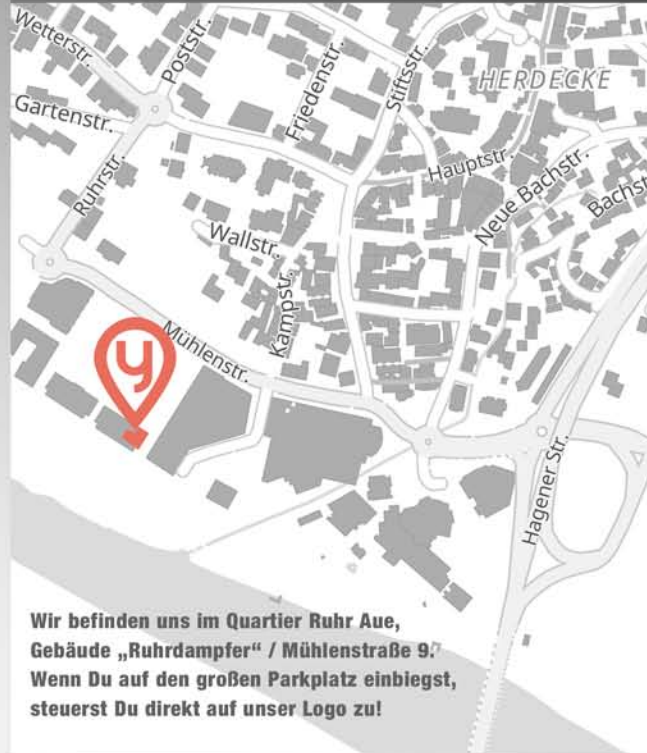 Wetterstr.
Poststr.
Friedenstr.
Stiftsstr.
HERDECKE
Gartenstr.
Hauptstr.
Ruhrstr.
Neue Bachstr.
Bachst
Wallstr.
Kampstr.
Mühlenstr.
y
Hagener Str.
Wir befinden uns im Quartier Ruhr Aue,
Gebäude „Ruhrdampfer“ / Mühlenstraße 9.
Wenn Du auf den großen Parkplatz einbiegst,
steuerst Du direkt auf unser Logo zu!